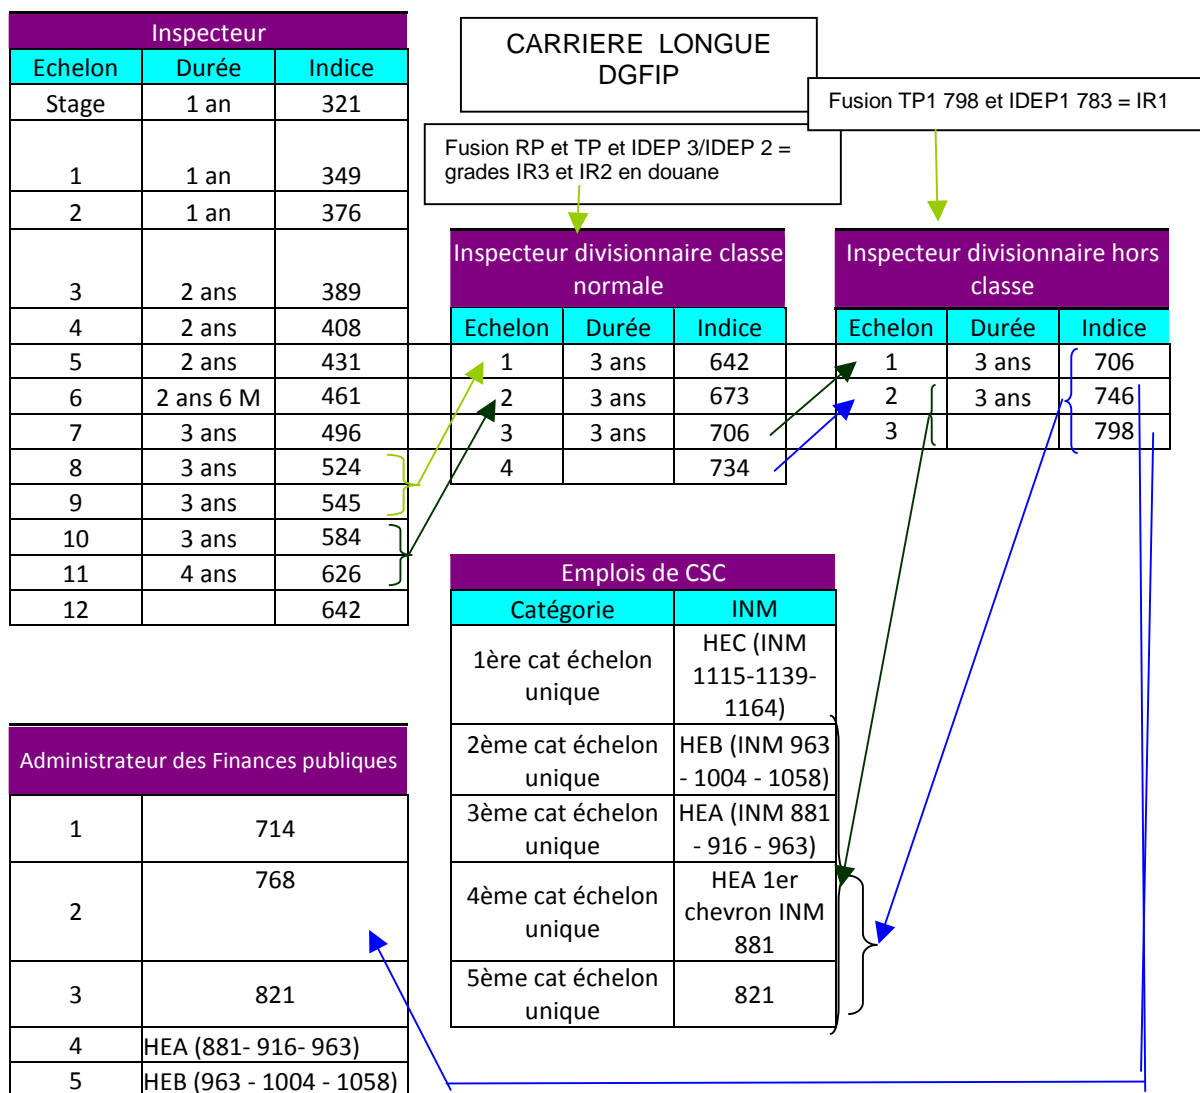 Inspecteur
Echelon Durée Indice
Stage 1 an 321
1 1 an 349
2 1 an 376
3 2 ans 389
4 2 ans 408
5 2 ans 431
6 2 ans 6 M 461
7 3 ans 496
8 3 ans 524
9 3 ans 545
10 3 ans 584
11 4 ans 626
12 642
CARRIERE LONGUE
DGFIP
Fusion TP1 798 et IDEP1 783 = IR1
Fusion RP et TP et IDEP 3/IDEP 2 =
grades IR3 et IR2 en douane
Inspecteur divisionnaire classe
normale
Echelon Durée Indice
1 3 ans 642
2 3 ans 673
3 3 ans 706
4 734
Inspecteur divisionnaire hors
classe
Echelon Durée Indice
1 3 ans 706
2 3 ans 746
3 798
Emplois de CSC
Catégorie INM
1ère cat échelon
unique
HEC (INM
1115-1139-
1164)
2ème cat échelon
unique
HEB (INM 963
- 1004 - 1058)
3ème cat échelon
unique
HEA (INM 881
- 916 - 963)
4ème cat échelon
unique
HEA 1er
chevron INM
881
5ème cat échelon
unique
821
Administrateur des Finances publiques
1 714
2 768
3 821
4 HEA (881- 916- 963)
5 HEB (963 - 1004 - 1058)